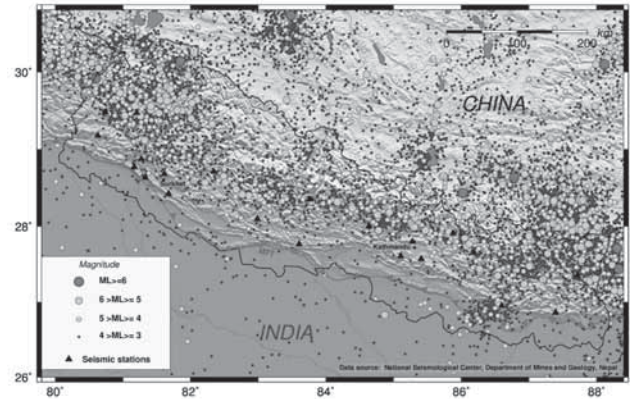 30°
28°
26°
80°
82°
84°
86°
88°
0 100 200
km
CHINA
INDIA
Kathmandu
Magnitude
ML>=6
6 >ML>= 5
5 >ML>= 4
4 >ML>= 3
Seismic stations
Data source: National Seismological Center, Department of Mines and Geology, Nepal